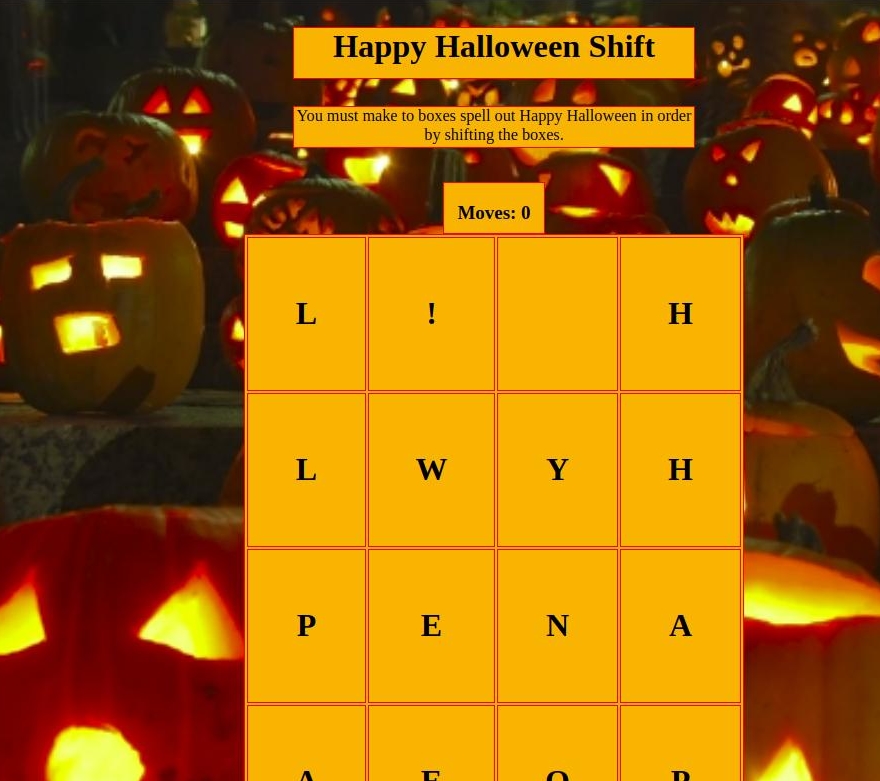 Happy Halloween Shift
You must make to boxes spell out Happy Halloween in order
by shifting the boxes.
Moves: 0
L ! H
L W Y H
P E N A
A E O P